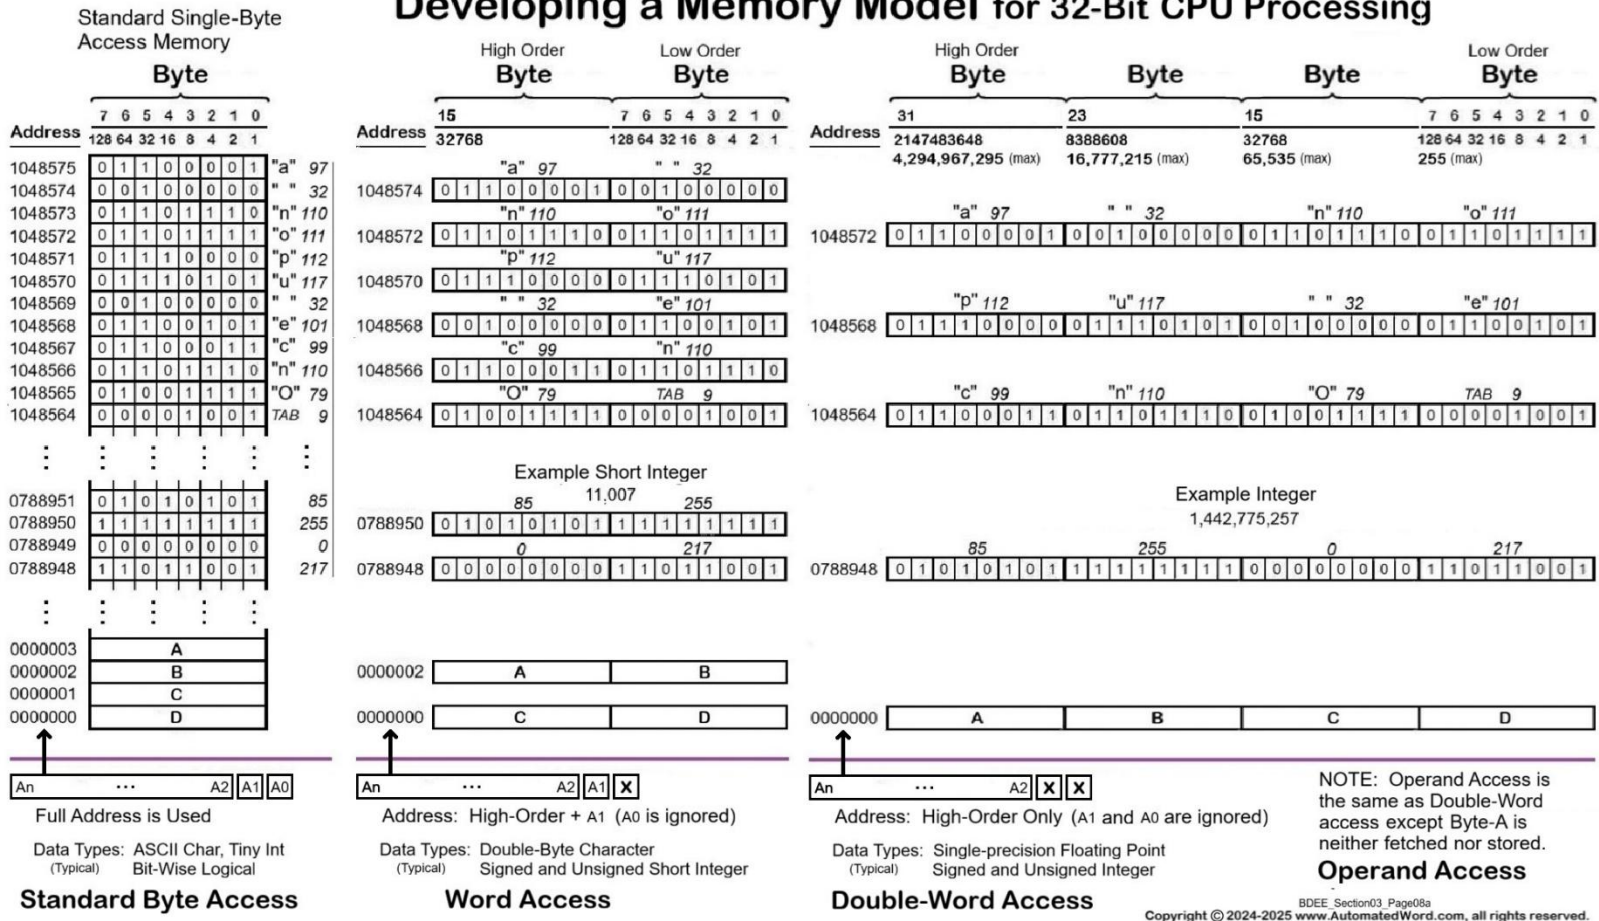 Developing a Memory Model for 32-Bit CPU Processing
Standard Single-Byte
Access Memory
Byte
7 6 5 4 3 2 1 0
Address
128 64 32 16 8 4 2 1
1048575 0 1 1 0 0 0 0 1 "a" 97
1048574 0 0 1 0 0 0 0 0 " " 32
1048573 0 1 1 0 1 1 1 0 "n" 110
1048572 0 1 1 0 1 1 1 1 "o" 111
1048571 0 1 1 1 0 0 0 0 "p" 112
1048570 0 1 1 1 0 1 0 1 "u" 117
1048569 0 0 1 0 0 0 0 0 " " 32
1048568 0 1 1 0 0 1 0 1 "e" 101
1048567 0 1 1 0 0 0 1 1 "c" 99
1048566 0 1 1 0 1 1 1 0 "n" 110
1048565 0 1 0 0 1 1 1 1 "O" 79
1048564 0 0 0 0 1 0 0 1 TAB 9
0788951 0 1 0 1 0 1 0 1 85
0788950 1 1 1 1 1 1 1 1 255
0788949 0 0 0 0 0 0 0 0 0
0788948 1 1 0 1 1 0 0 1 217
0000003 A
0000002 B
0000001 C
0000000 D
An ... A2 A1 A0
Full Address is Used
Data Types: ASCII Char, Tiny Int
(Typical) Bit-Wise Logical
Standard Byte Access
High Order Low Order
Byte Byte
15 7 6 5 4 3 2 1 0
Address
32768 128 64 32 16 8 4 2 1
"a" 97 " " 32
1048574 0 1 1 0 0 0 0 1 0 0 1 0 0 0 0 0
"n" 110 "o" 111
1048572 0 1 1 0 1 1 1 0 0 1 1 0 1 1 1 1
"p" 112 "u" 117
1048570 0 1 1 1 0 0 0 0 0 1 1 1 0 1 0 1
" " 32 "e" 101
1048568 0 0 1 0 0 0 0 0 0 1 1 0 0 1 0 1
"c" 99 "n" 110
1048566 0 1 1 0 0 0 1 1 0 1 1 0 1 1 1 0
"O" 79 TAB 9
1048564 0 1 0 0 1 1 1 1 0 0 0 0 1 0 0 1
Example Short Integer
11,007
85 255
0788950 0 1 0 1 0 1 0 1 1 1 1 1 1 1 1 1
0 217
0788948 0 0 0 0 0 0 0 0 1 1 0 1 1 0 0 1
0000002 A B
0000000 C D
An ... A2 A1 X
Address: High-Order + A1 (A0 is ignored)
Data Types: Double-Byte Character
(Typical) Signed and Unsigned Short Integer
Word Access
High Order Low Order
Byte Byte Byte Byte
31 23 15 7 6 5 4 3 2 1 0
Address
2147483648 8388608 32768 128 64 32 16 8 4 2 1
4,294,967,295 (max) 16,777,215 (max) 65,535 (max) 255 (max)
"a" 97 " " 32 "n" 110 "o" 111
1048572 0 1 1 0 0 0 0 1 0 0 1 0 0 0 0 0 0 1 1 0 1 1 1 0 0 1 1 0 1 1 1 1
"p" 112 "u" 117 " " 32 "e" 101
1048568 0 1 1 1 0 0 0 0 0 1 1 1 0 1 0 1 0 0 1 0 0 0 0 0 0 1 1 0 0 1 0 1
"c" 99 "n" 110 "O" 79 TAB 9
1048564 0 1 1 0 0 0 1 1 0 1 1 0 1 1 1 0 0 1 0 0 1 1 1 1 0 0 0 0 1 0 0 1
Example Integer
1,442,775,257
85 255 0 217
0788948 0 1 0 1 0 1 0 1 1 1 1 1 1 1 1 1 0 0 0 0 0 0 0 0 1 1 0 1 1 0 0 1
0000000 A B C D
An ... A2 X X
Address: High-Order Only (A1 and A0 are ignored)
Data Types: Single-precision Floating Point
(Typical) Signed and Unsigned Integer
Double-Word Access
NOTE: Operand Access is
the same as Double-Word
access except Byte-A is
neither fetched nor stored.
Operand Access
BDEE_Section03_Page08a
Copyright © 2024-2025 www.AutomatedWord.com, all rights reserved.